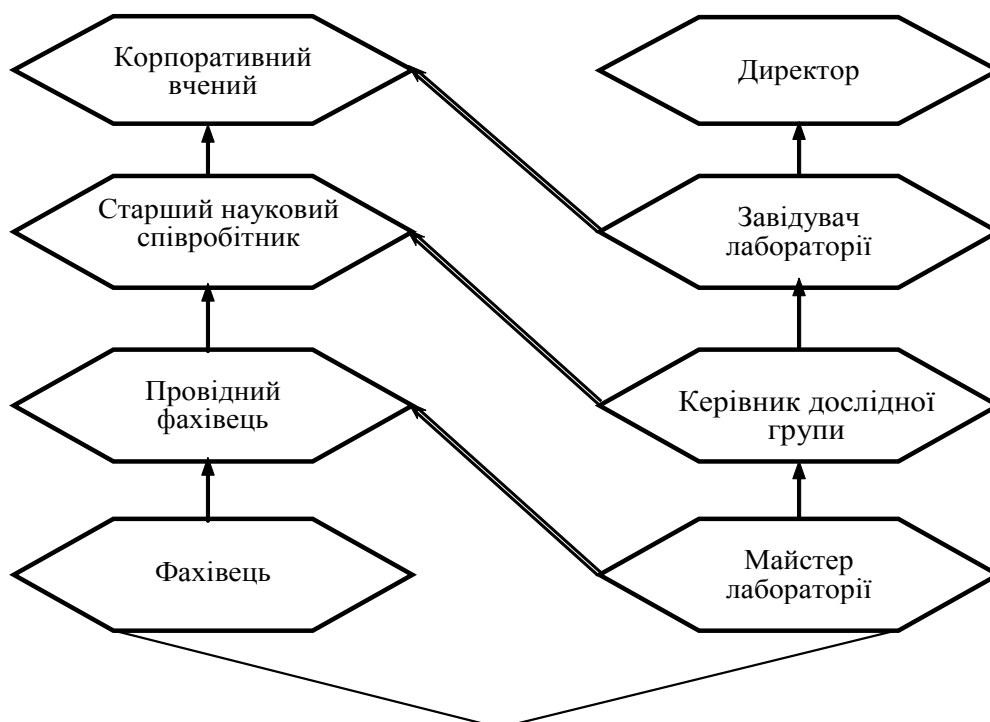 Корпоративний
вчений
Директор
Старший науковий
співробітник
Завідувач
лабораторії
Провідний
фахівець
Керівник дослідної
групи
Фахівець
Майстер
лабораторії